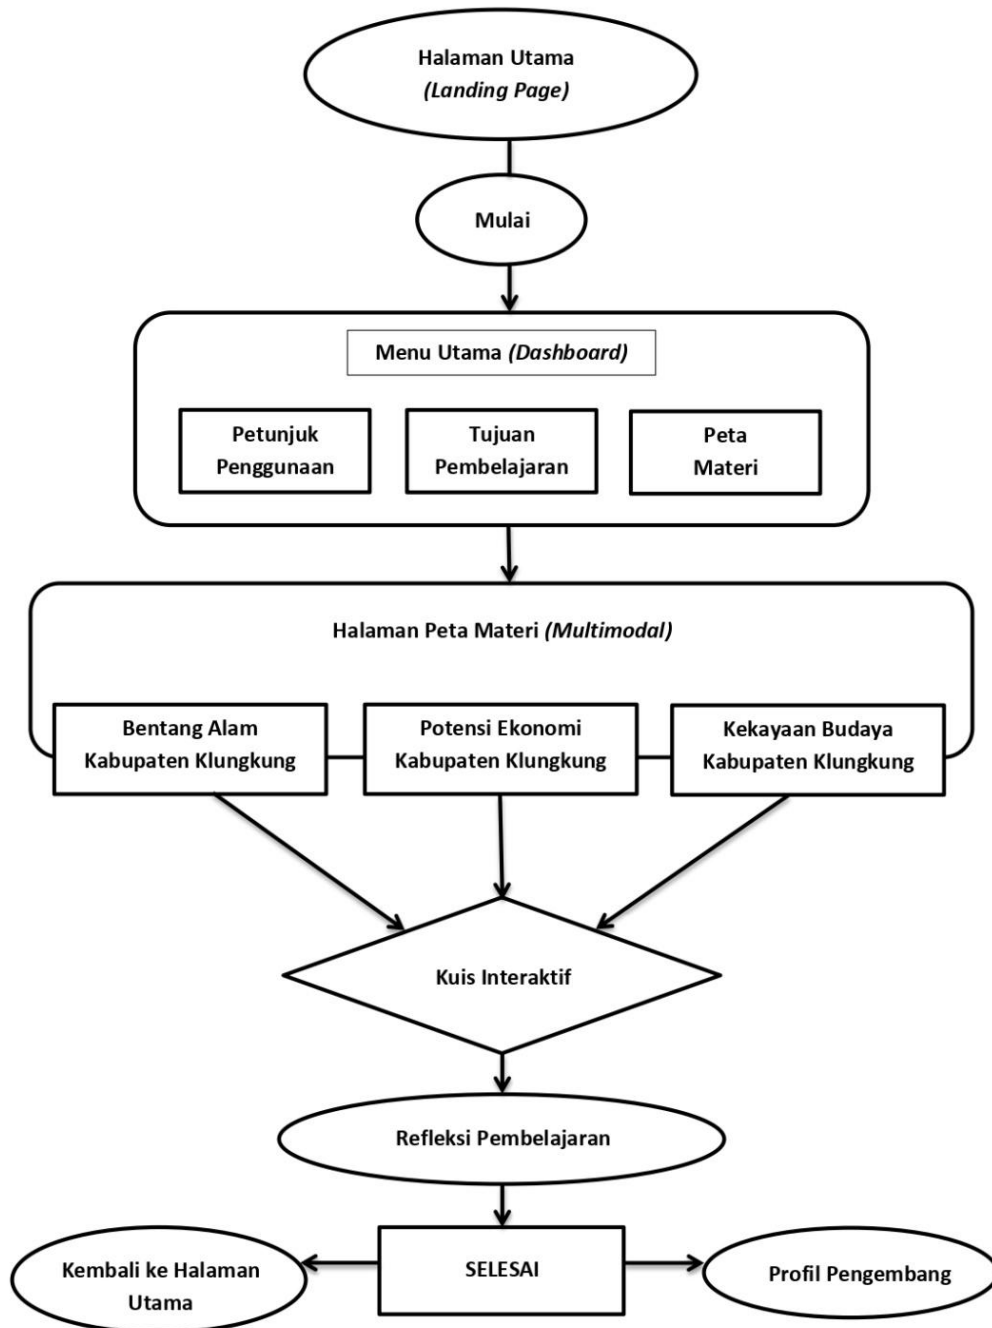 Halaman Utama
(Landing Page)
Mulai
Menu Utama (Dashboard)
Petunjuk
Penggunaan
Tujuan
Pembelajaran
Peta
Materi
Halaman Peta Materi (Multimodal)
Bentang Alam
Kabupaten Klungkung
Potensi Ekonomi
Kabupaten Klungkung
Kekayaan Budaya
Kabupaten Klungkung
Kuis Interaktif
Refleksi Pembelajaran
Kembali ke Halaman
Utama
SELESAI
Profil Pengembang